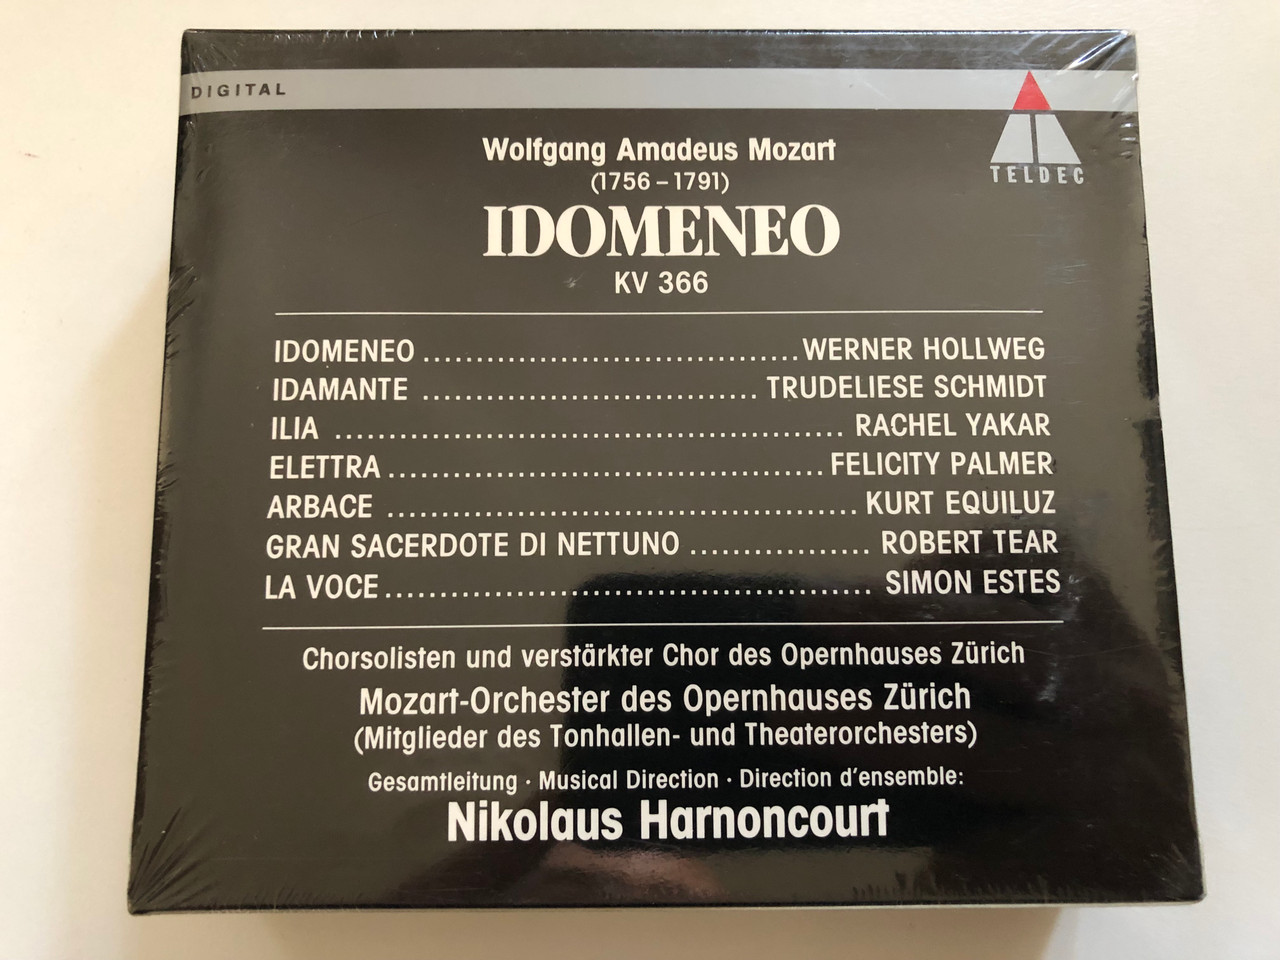 DIGITAL
TELDEC
Wolfgang Amadeus Mozart
(1756 – 1791)
IDOMENEO
KV 366
IDOMENEO ................................... WERNER HOLLWEG
IDAMANTE ............................... TRUDELIESE SCHMIDT
ILIA ............................................... RACHEL YAKAR
ELETTRA ........................................ FELICITY PALMER
ARBACE ........................................... KURT EQUILUZ
GRAN SACERDOTE DI NETTUNO ................. ROBERT TEAR
LA VOCE ............................................. SIMON ESTES
Chorsolisten und verstärkter Chor des Opernhauses Zürich
Mozart-Orchester des Opernhauses Zürich
(Mitglieder des Tonhallen- und Theaterorchesters)
Gesamtleitung · Musical Direction · Direction d'ensemble:
Nikolaus Harnoncourt